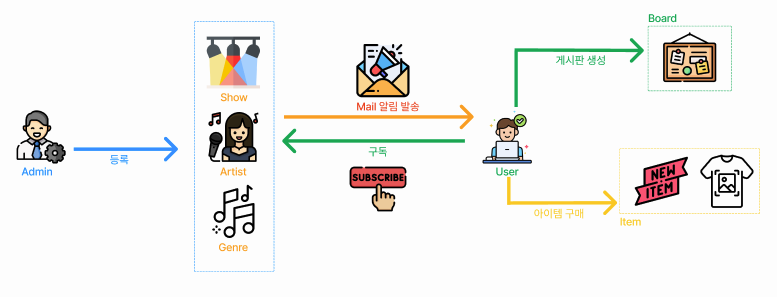 Board
게시판 생성
Show
Mail 알림 발송
Admin
등록
Artist
구독
SUBSCRIBE
User
NEW
ITEM
아이템 구매
Item
Genre